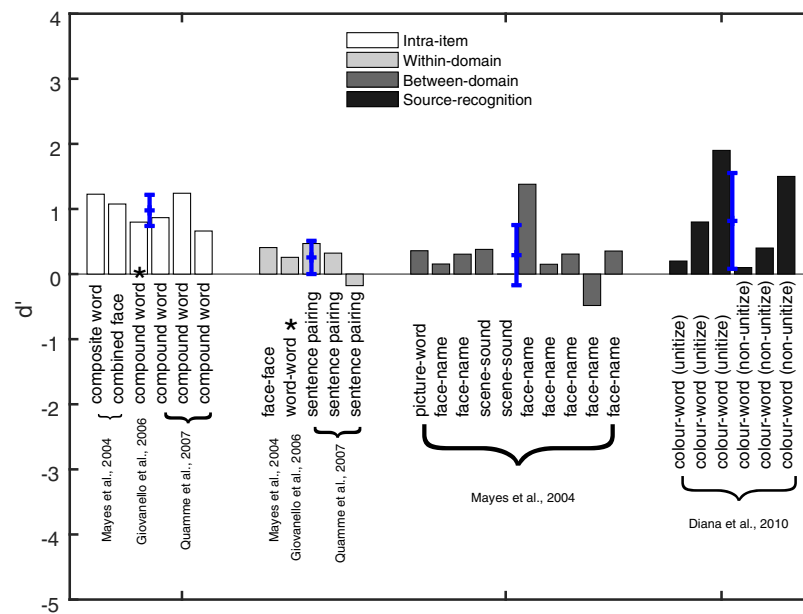 4
3
2
1
0
-1
-2
-3
-4
-5
d'
Intra-item
Within-domain
Between-domain
Source-recognition
composite word
combined face
compound word *
compound word
compound word
compound word
Mayes et al., 2004
Giovanello et al., 2006
Quamme et al., 2007
face-face
word-word *
sentence pairing
sentence pairing
sentence pairing
Mayes et al., 2004
Giovanello et al., 2006
Quamme et al., 2007
picture-word
face-name
face-name
scene-sound
scene-sound
face-name
face-name
face-name
face-name
face-name
Mayes et al., 2004
colour-word (unitize)
colour-word (unitize)
colour-word (unitize)
colour-word (non-unitize)
colour-word (non-unitize)
colour-word (non-unitize)
Diana et al., 2010